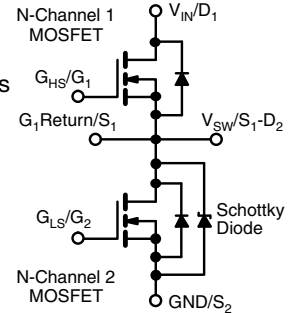 N-Channel 1
MOSFET
V_IN/D_1
s
G_HS/G_1
G_1Return/S_1
V_SW/S_1-D_2
G_LS/G_2
Schottky
Diode
N-Channel 2
MOSFET
GND/S_2